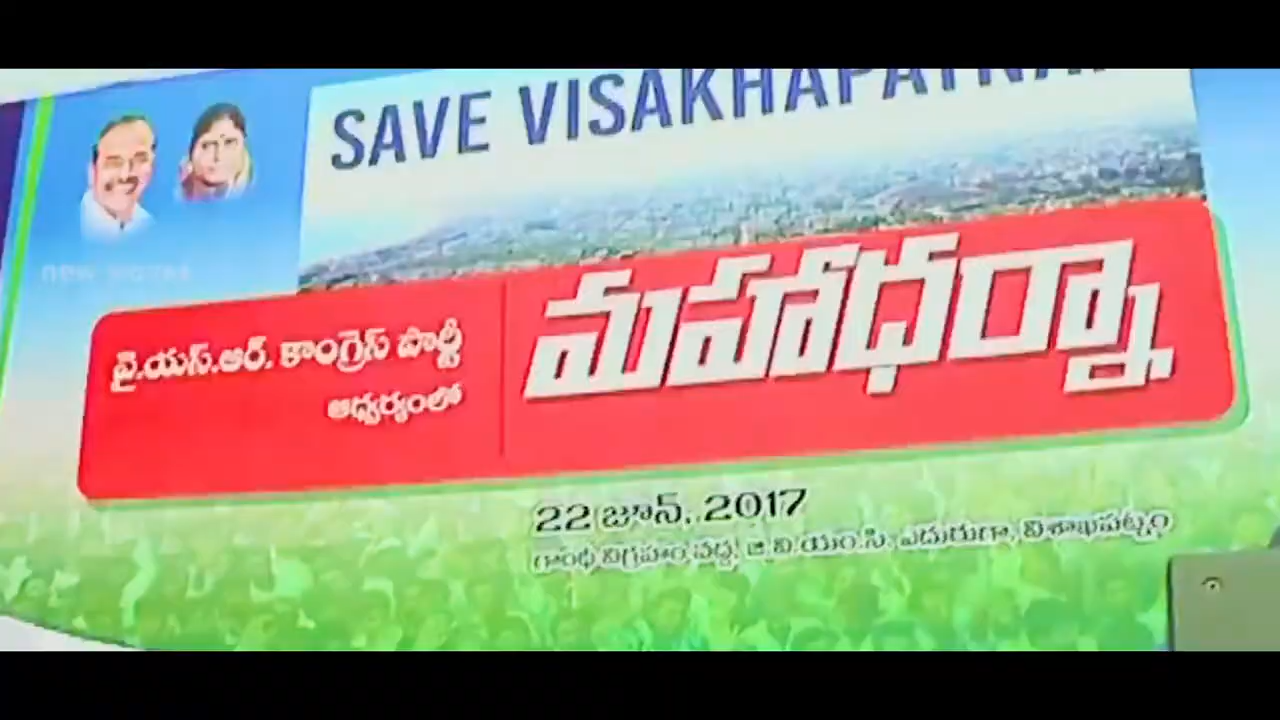 SAVE VISAKHAPATNAM
వై.యస్.ఆర్. కాంగ్రెస్ పార్టీ
ఆధ్వర్యంలో
మహాధర్నా
22 జూన్, 2017
గాంధీ విగ్రహం వద్ద, జి.వి.యం.సి. ఎదురుగా, విశాఖపట్నం